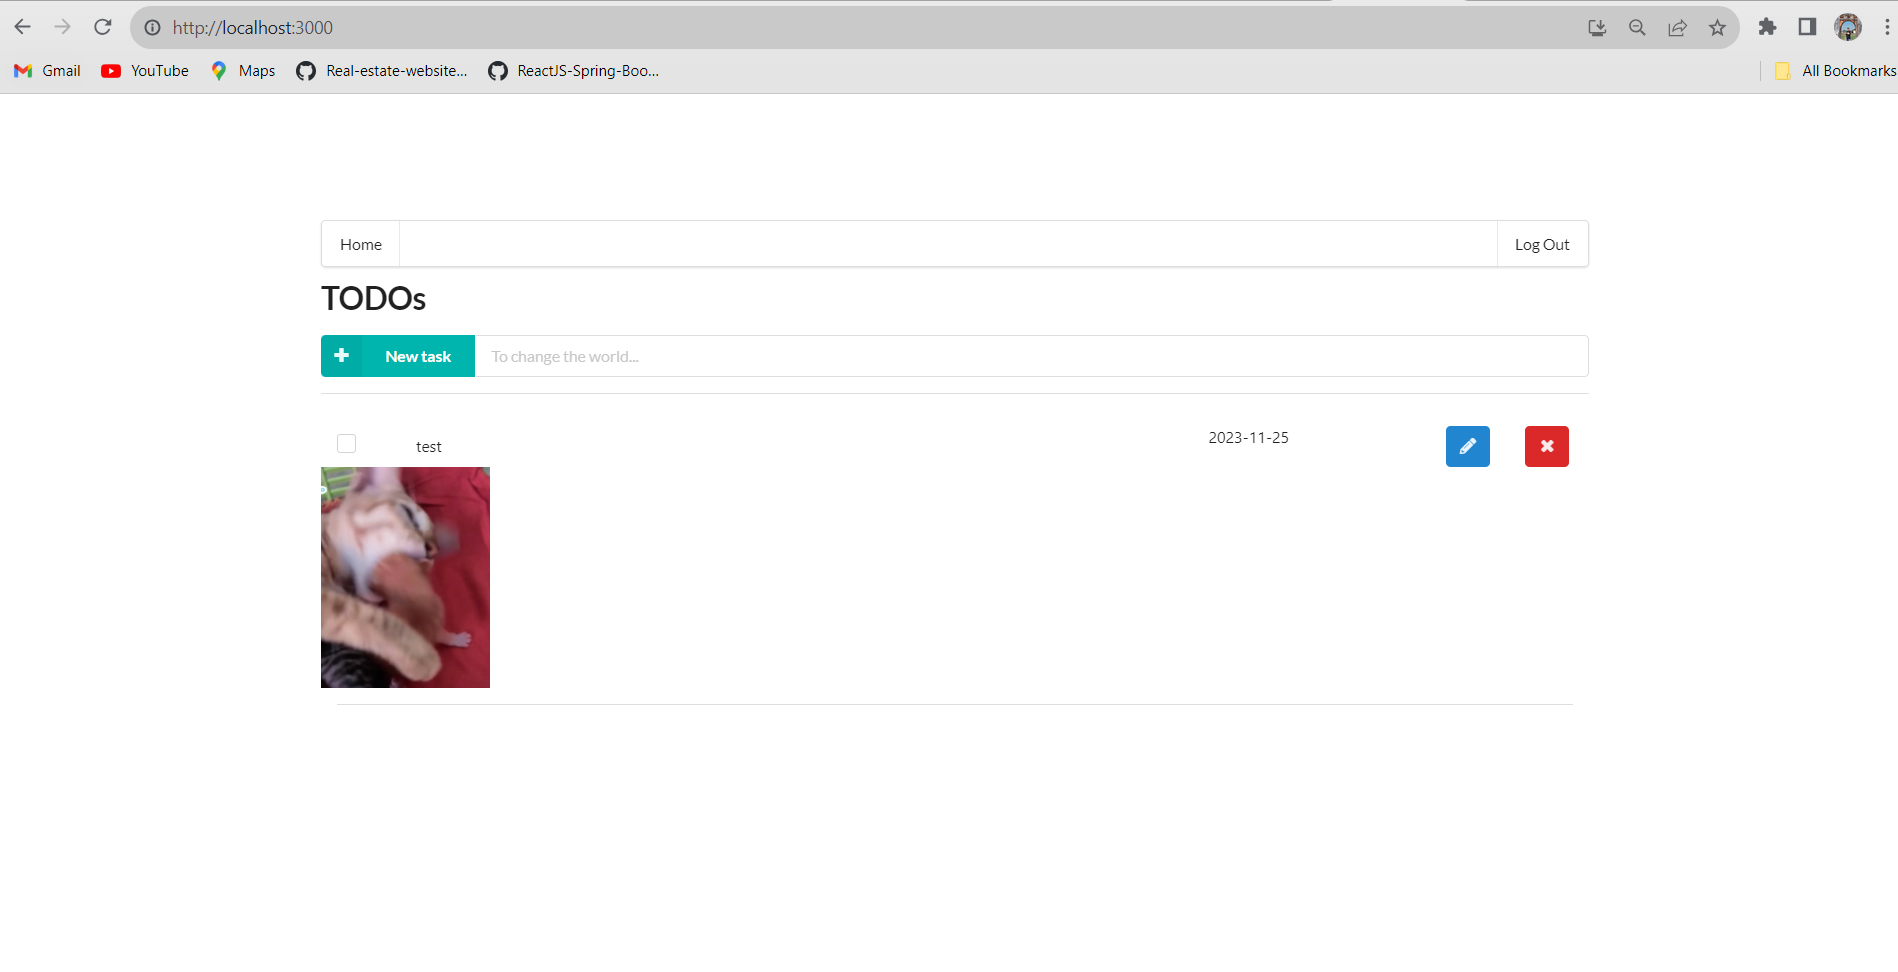 http://localhost:3000
Gmail YouTube Maps Real-estate-website... ReactJS-Spring-Boo... All Bookmarks
Home Log Out
TODOs
New task To change the world...
test 2023-11-25